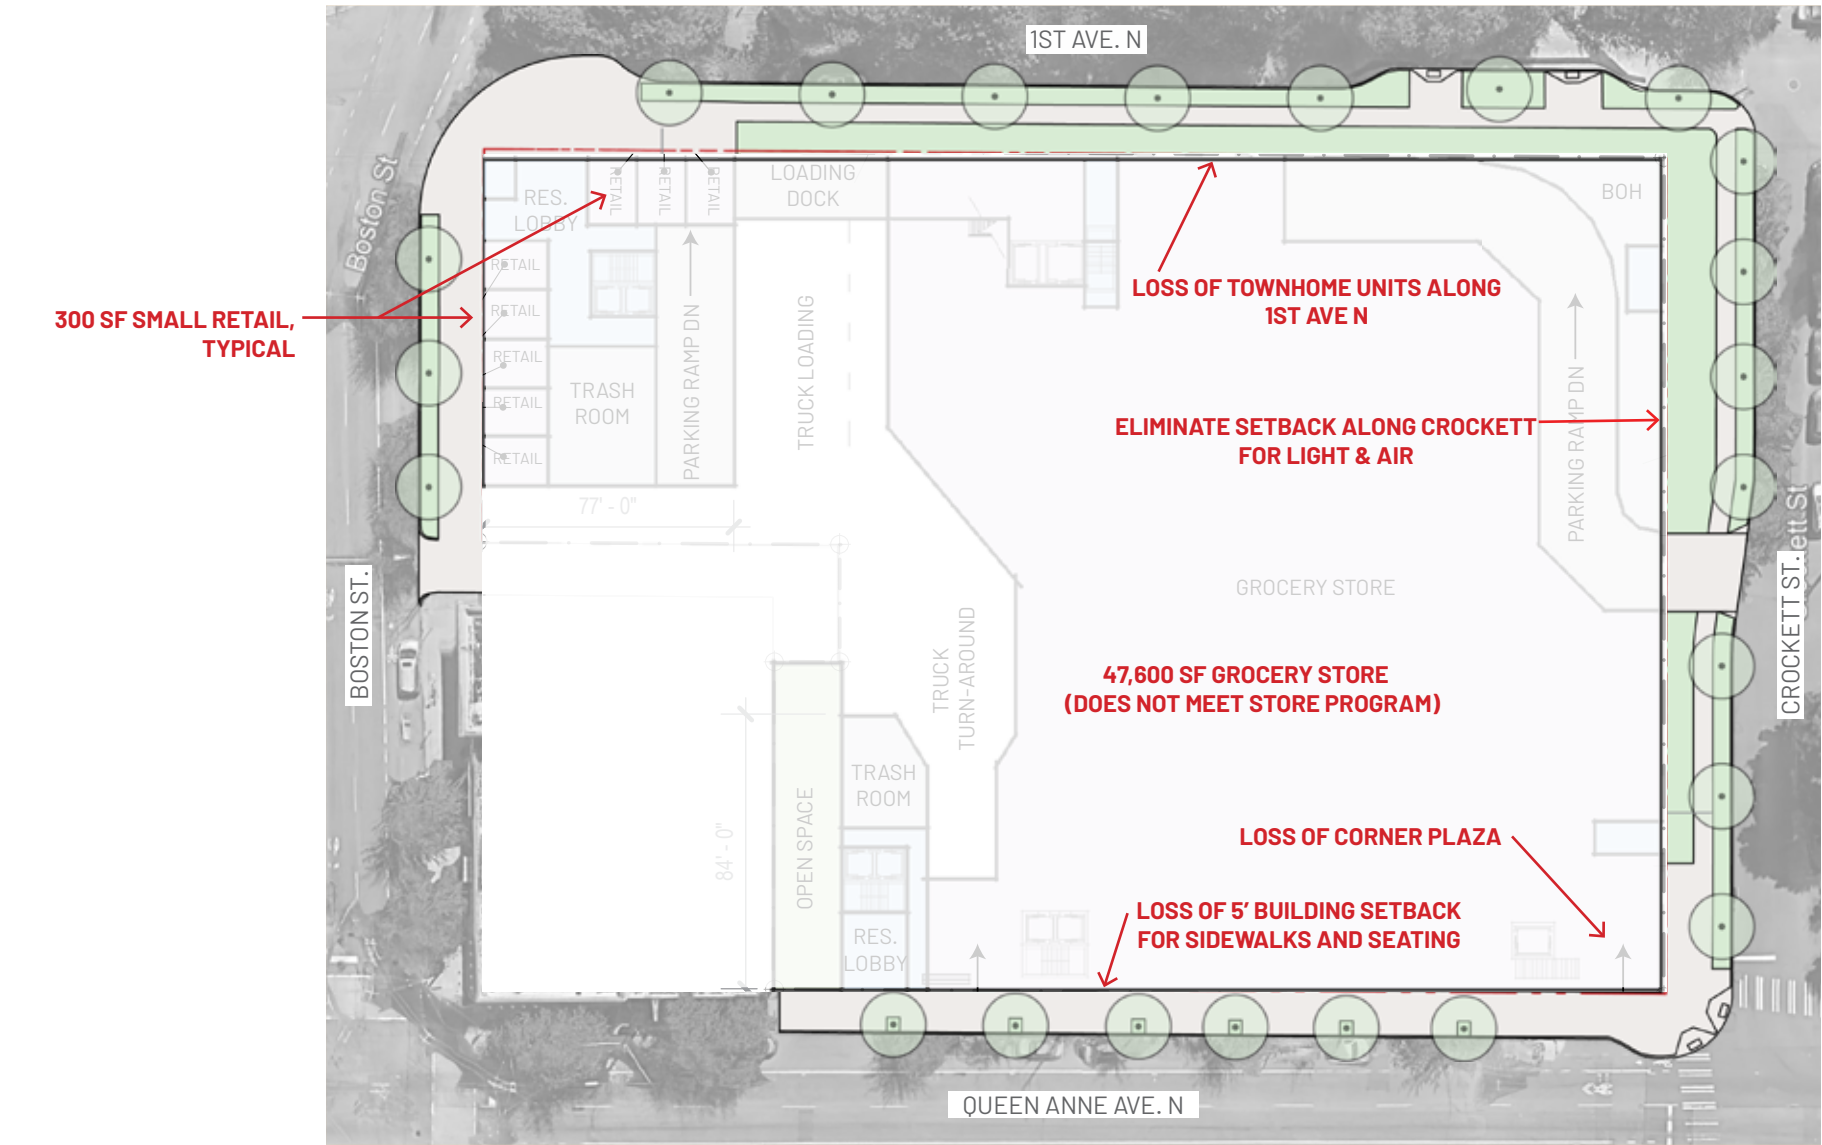 1ST AVE. N
Boston St
RES.
LOBBY
RETAIL
RETAIL
RETAIL
LOADING
DOCK
BOH
RETAIL
RETAIL
RETAIL
RETAIL
RETAIL
300 SF SMALL RETAIL,
TYPICAL
TRASH
ROOM
PARKING RAMP DN
TRUCK LOADING
LOSS OF TOWNHOME UNITS ALONG
1ST AVE N
ELIMINATE SETBACK ALONG CROCKETT
FOR LIGHT & AIR
PARKING RAMP DN
77' - 0"
GROCERY STORE
BOSTON ST.
ett St
CROCKETT ST.
TRUCK
TURN-AROUND
47,600 SF GROCERY STORE
(DOES NOT MEET STORE PROGRAM)
TRASH
ROOM
OPEN SPACE
84' - 0"
LOSS OF CORNER PLAZA
LOSS OF 5’ BUILDING SETBACK
FOR SIDEWALKS AND SEATING
RES.
LOBBY
QUEEN ANNE AVE. N